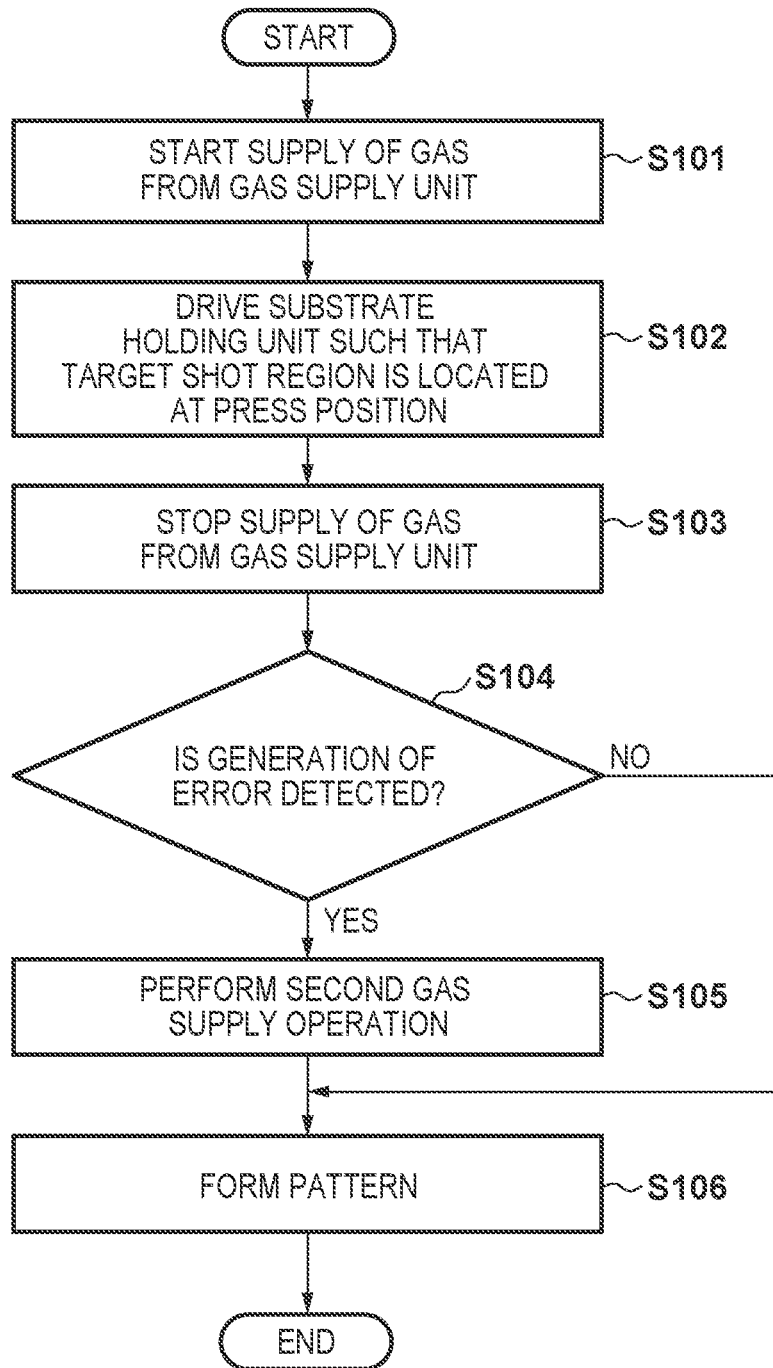 START
START SUPPLY OF GAS
FROM GAS SUPPLY UNIT
S101
DRIVE SUBSTRATE
HOLDING UNIT SUCH THAT
TARGET SHOT REGION IS LOCATED
AT PRESS POSITION
S102
STOP SUPPLY OF GAS
FROM GAS SUPPLY UNIT
S103
S104
IS GENERATION OF
ERROR DETECTED?
NO
YES
PERFORM SECOND GAS
SUPPLY OPERATION
S105
FORM PATTERN
S106
END